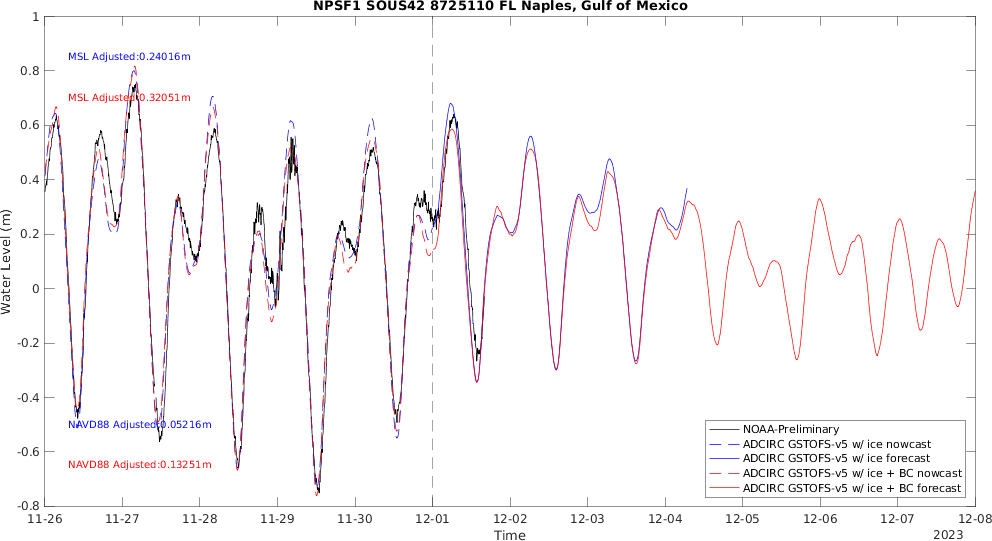 NPSF1 SOUS42 8725110 FL Naples, Gulf of Mexico
1
0.8
0.6
0.4
0.2
0
-0.2
-0.4
-0.6
-0.8
Water Level (m)
MSL Adjusted:0.24016m
MSL Adjusted:0.32051m
NAVD88 Adjusted:0.05216m
NAVD88 Adjusted:0.13251m
NOAA-Preliminary
ADCIRC GSTOFS-v5 w/ ice nowcast
ADCIRC GSTOFS-v5 w/ ice forecast
ADCIRC GSTOFS-v5 w/ ice + BC nowcast
ADCIRC GSTOFS-v5 w/ ice + BC forecast
11-26 11-27 11-28 11-29 11-30 12-01 12-02 12-03 12-04 12-05 12-06 12-07 12-08
Time
2023